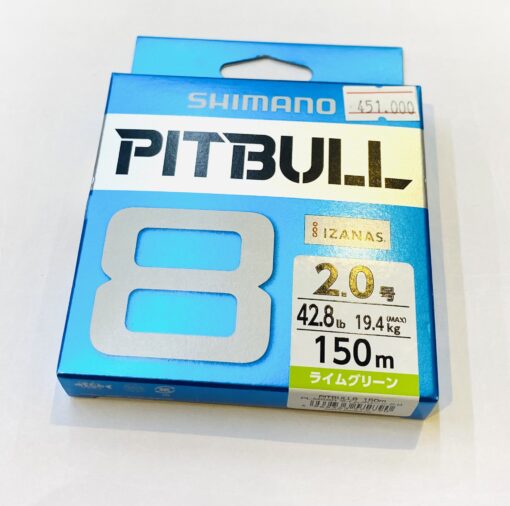 SHIMANO
451.000
PITBULL
8
IZANAS
2.0号
42.8lb 19.4kg (MAX)
150m
ライムグリーン
PITBULL8 150m